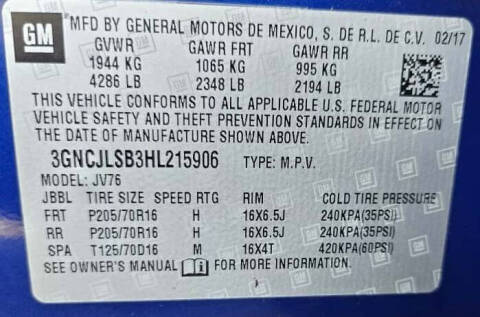 GM MFD BY GENERAL MOTORS DE MEXICO, S. DE R.L. DE C.V. 02/17
GVWR GAWR FRT GAWR RR
1944 KG 1065 KG 995 KG
4286 LB 2348 LB 2194 LB
THIS VEHICLE CONFORMS TO ALL APPLICABLE U.S. FEDERAL MOTOR
VEHICLE SAFETY AND THEFT PREVENTION STANDARDS IN EFFECT ON
THE DATE OF MANUFACTURE SHOWN ABOVE.
3GNCJLSB3HL215906 TYPE: M.P.V.
MODEL: JV76
JBBL TIRE SIZE SPEED RTG RIM COLD TIRE PRESSURE
FRT P205/70R16 H 16X6.5J 240KPA(35PSI)
RR P205/70R16 H 16X6.5J 240KPA(35PSI)
SPA T125/70D16 M 16X4T 420KPA(60PSI)
SEE OWNER'S MANUAL FOR MORE INFORMATION